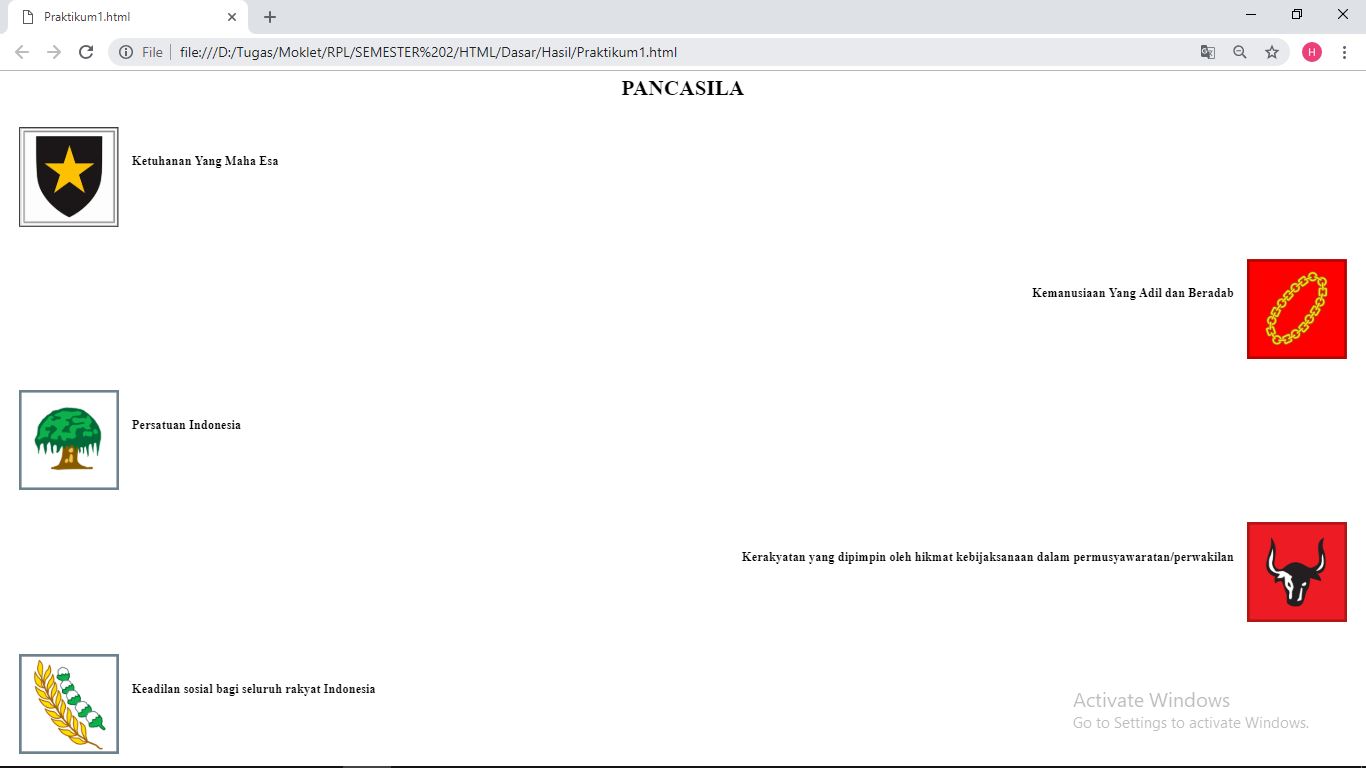 Praktikum1.html
File
file:///D:/Tugas/Moklet/RPL/SEMESTER%202/HTML/Dasar/Hasil/Praktikum1.html
H
PANCASILA
Ketuhanan Yang Maha Esa
Kemanusiaan Yang Adil dan Beradab
Persatuan Indonesia
Kerakyatan yang dipimpin oleh hikmat kebijaksanaan dalam permusyawaratan/perwakilan
Keadilan sosial bagi seluruh rakyat Indonesia
Activate Windows
Go to Settings to activate Windows.